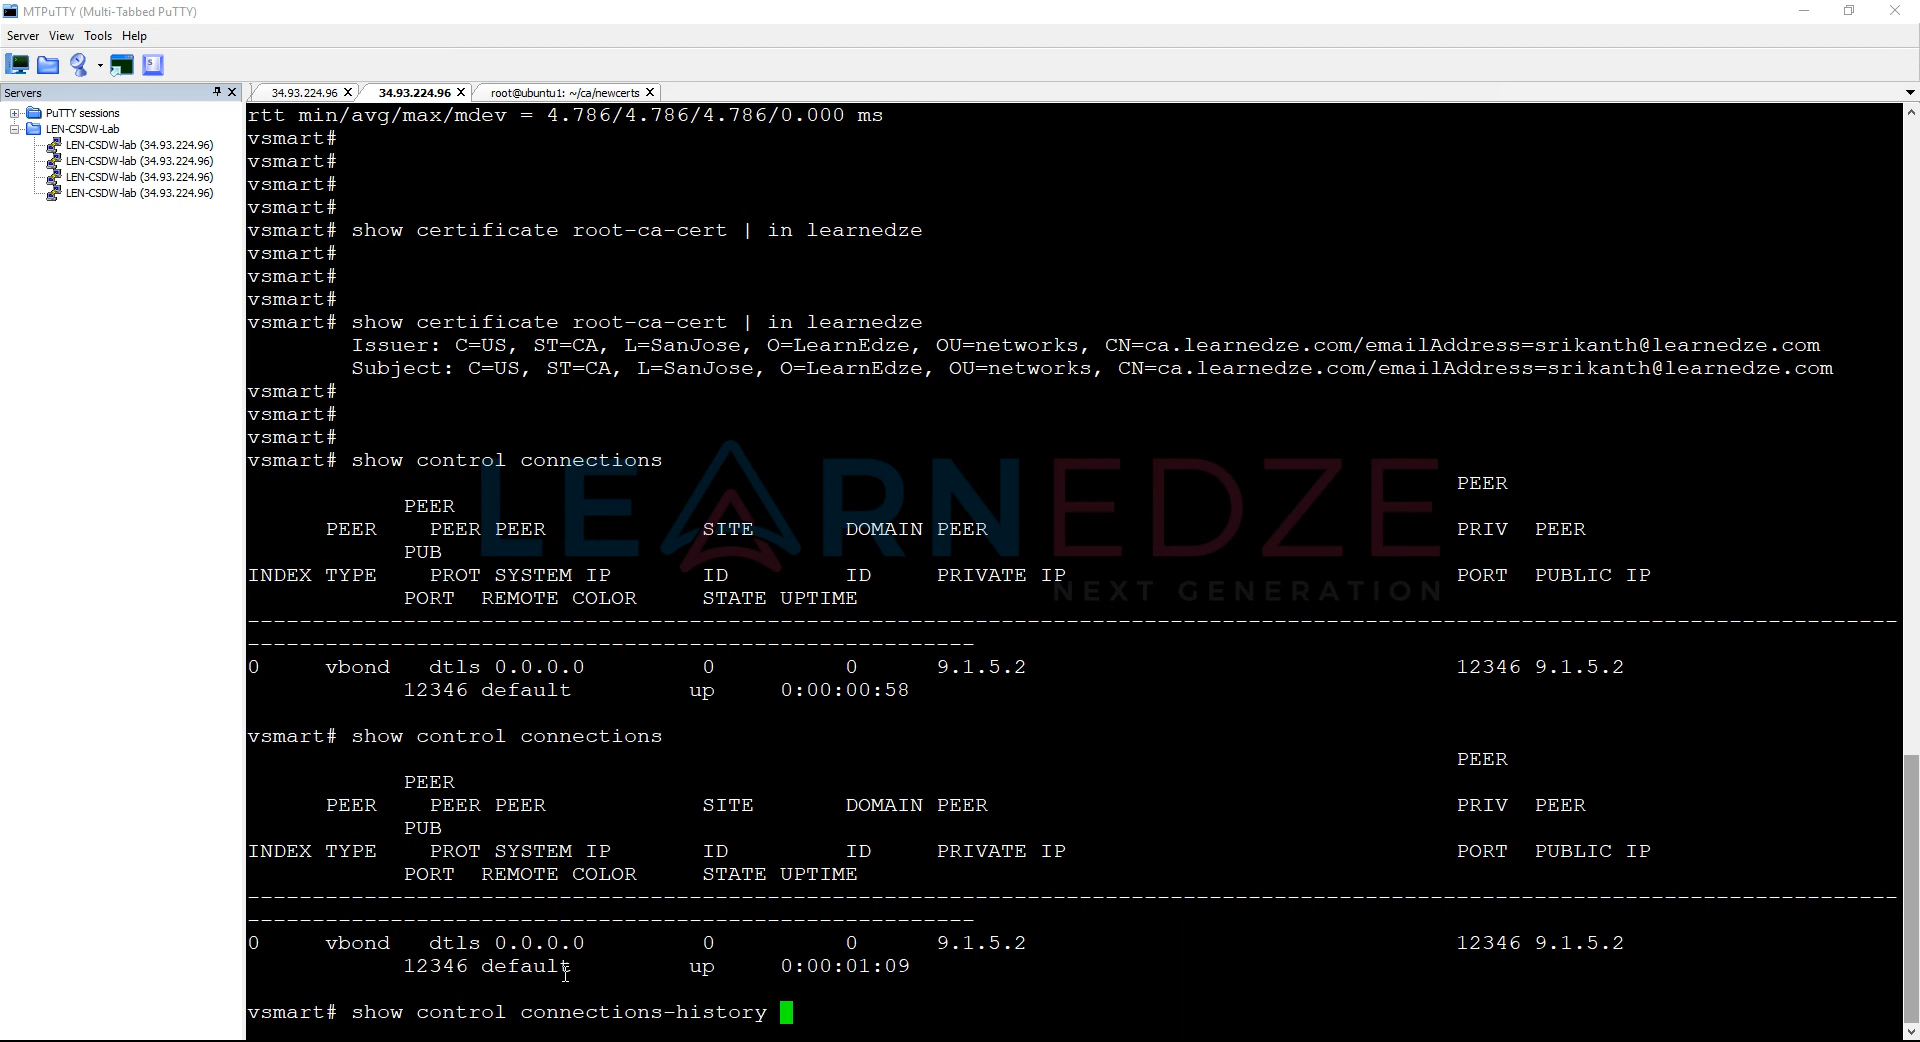 MTPuTTY (Multi-Tabbed PuTTY)
Server View Tools Help
Servers
PuTTY sessions
LEN-CSDW-Lab
LEN-CSDW-lab (34.93.224.96)
LEN-CSDW-lab (34.93.224.96)
LEN-CSDW-lab (34.93.224.96)
LEN-CSDW-lab (34.93.224.96)
34.93.224.96 34.93.224.96 root@ubuntu1: ~/ca/newcerts
rtt min/avg/max/mdev = 4.786/4.786/4.786/0.000 ms
vsmart#
vsmart#
vsmart#
vsmart#
vsmart# show certificate root-ca-cert | in learnedze
vsmart#
vsmart#
vsmart#
vsmart# show certificate root-ca-cert | in learnedze
Issuer: C=US, ST=CA, L=SanJose, O=LearnEdze, OU=networks, CN=ca.learnedze.com/emailAddress=srikanth@learnedze.com
Subject: C=US, ST=CA, L=SanJose, O=LearnEdze, OU=networks, CN=ca.learnedze.com/emailAddress=srikanth@learnedze.com
vsmart#
vsmart#
vsmart#
vsmart# show control connections
PEER
PEER
PEER PEER PEER SITE DOMAIN PEER PRIV PEER
PUB
INDEX TYPE PROT SYSTEM IP ID ID PRIVATE IP PORT PUBLIC IP
PORT REMOTE COLOR STATE UPTIME
--------------------------------------------------------------------------------------------------------------------------------
--------------------------------------------------------
0 vbond dtls 0.0.0.0 0 0 9.1.5.2 12346 9.1.5.2
12346 default up 0:00:00:58
vsmart# show control connections
PEER
PEER
PEER PEER PEER SITE DOMAIN PEER PRIV PEER
PUB
INDEX TYPE PROT SYSTEM IP ID ID PRIVATE IP PORT PUBLIC IP
PORT REMOTE COLOR STATE UPTIME
--------------------------------------------------------------------------------------------------------------------------------
--------------------------------------------------------
0 vbond dtls 0.0.0.0 0 0 9.1.5.2 12346 9.1.5.2
12346 default up 0:00:01:09
vsmart# show control connections-history
LEARNEDZE
NEXT GENERATION